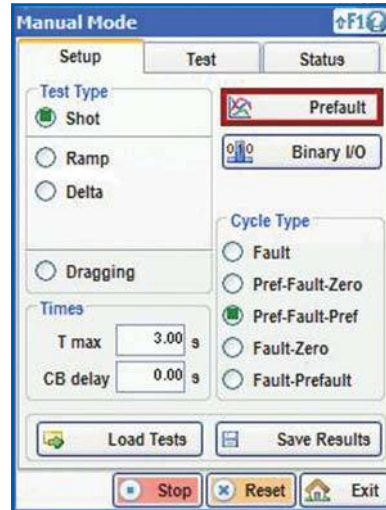 Manual Mode
F1
Setup
Test
Status
Test Type
Shot
Ramp
Delta
Dragging
Prefault
Binary I/O
Cycle Type
Fault
Pref-Fault-Zero
Pref-Fault-Pref
Fault-Zero
Fault-Prefault
Times
T max 3.00 s
CB delay 0.00 s
Load Tests
Save Results
Stop
Reset
Exit